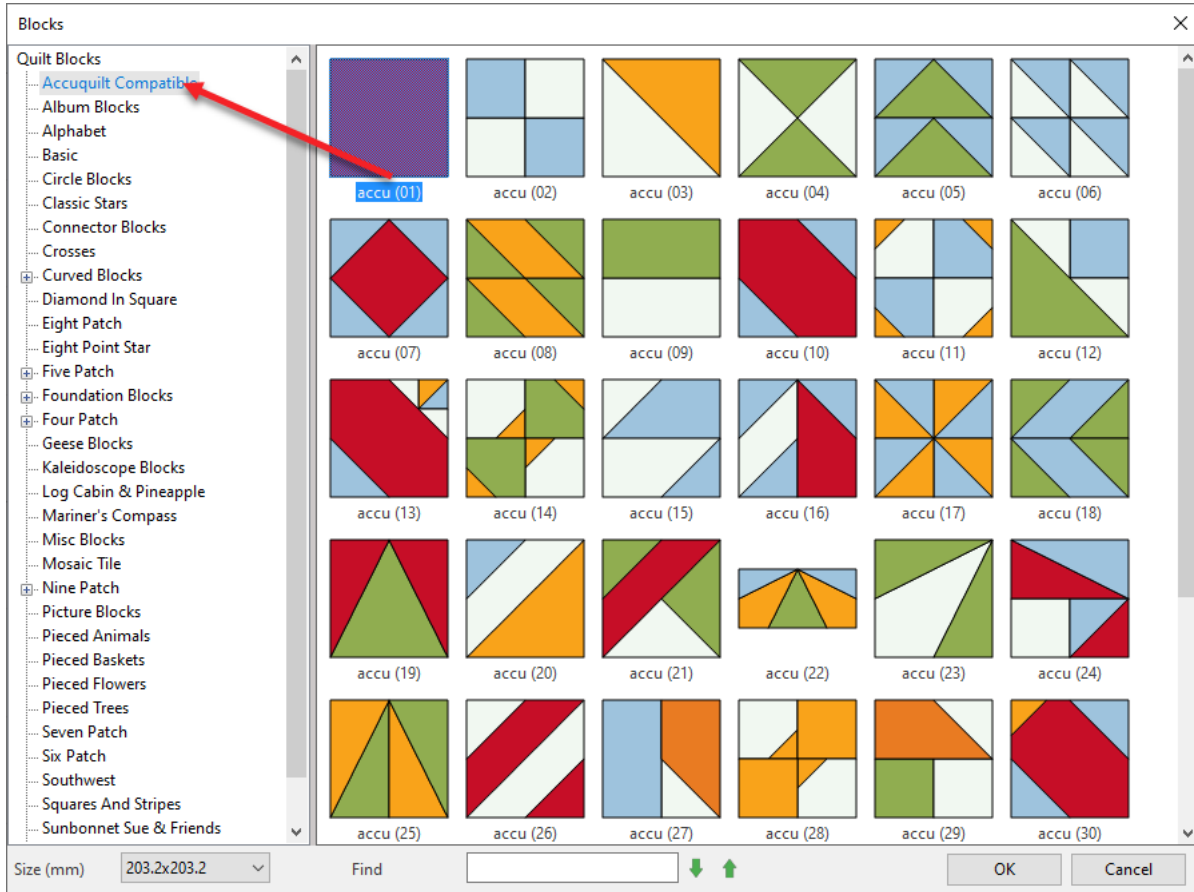 Blocks
Quilt Blocks
Accuquilt Compatible
Album Blocks
Alphabet
Basic
Circle Blocks
Classic Stars
Connector Blocks
Crosses
Curved Blocks
Diamond In Square
Eight Patch
Eight Point Star
Five Patch
Foundation Blocks
Four Patch
Geese Blocks
Kaleidoscope Blocks
Log Cabin & Pineapple
Mariner's Compass
Misc Blocks
Mosaic Tile
Nine Patch
Picture Blocks
Pieced Animals
Pieced Baskets
Pieced Flowers
Pieced Trees
Seven Patch
Six Patch
Southwest
Squares And Stripes
Sunbonnet Sue & Friends
accu (01) accu (02) accu (03) accu (04) accu (05) accu (06)
accu (07) accu (08) accu (09) accu (10) accu (11) accu (12)
accu (13) accu (14) accu (15) accu (16) accu (17) accu (18)
accu (19) accu (20) accu (21) accu (22) accu (23) accu (24)
accu (25) accu (26) accu (27) accu (28) accu (29) accu (30)
Size (mm) 203.2x203.2 Find OK Cancel